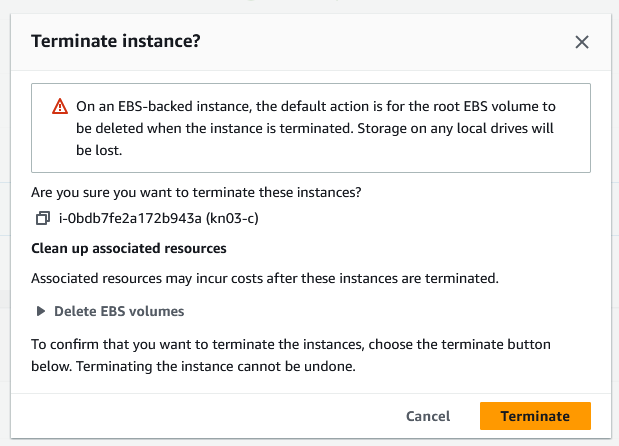 Terminate instance?
On an EBS-backed instance, the default action is for the root EBS volume to
be deleted when the instance is terminated. Storage on any local drives will
be lost.
Are you sure you want to terminate these instances?
i-0bdb7fe2a172b943a (kn03-c)
Clean up associated resources
Associated resources may incur costs after these instances are terminated.
Delete EBS volumes
To confirm that you want to terminate the instances, choose the terminate button
below. Terminating the instance cannot be undone.
Cancel Terminate